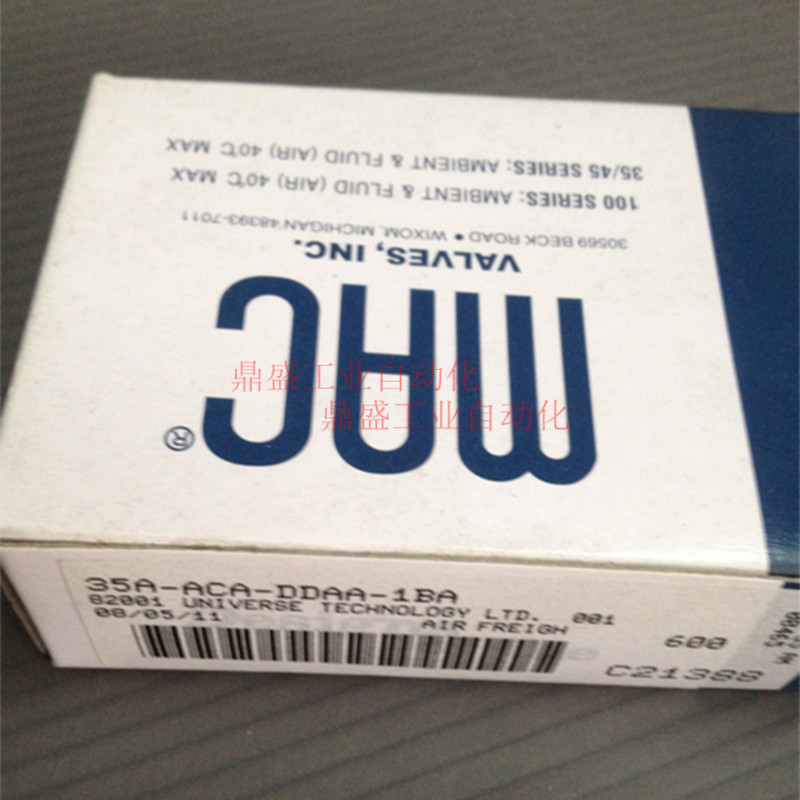 MAC
®
VALVES, INC.
30569 BECK ROAD • WIXOM, MICHIGAN 48393-7011
100 SERIES: AMBIENT & FLUID (AIR) 40℃ MAX
35/45 SERIES: AMBIENT & FLUID (AIR) 40℃ MAX
鼎盛工业自动化
鼎盛工业自动化
35A-ACA-DDAA-1BA
82001 UNIVERSE TECHNOLOGY LTD. 001
08/05/11 AIR FREIGH
600
C21388